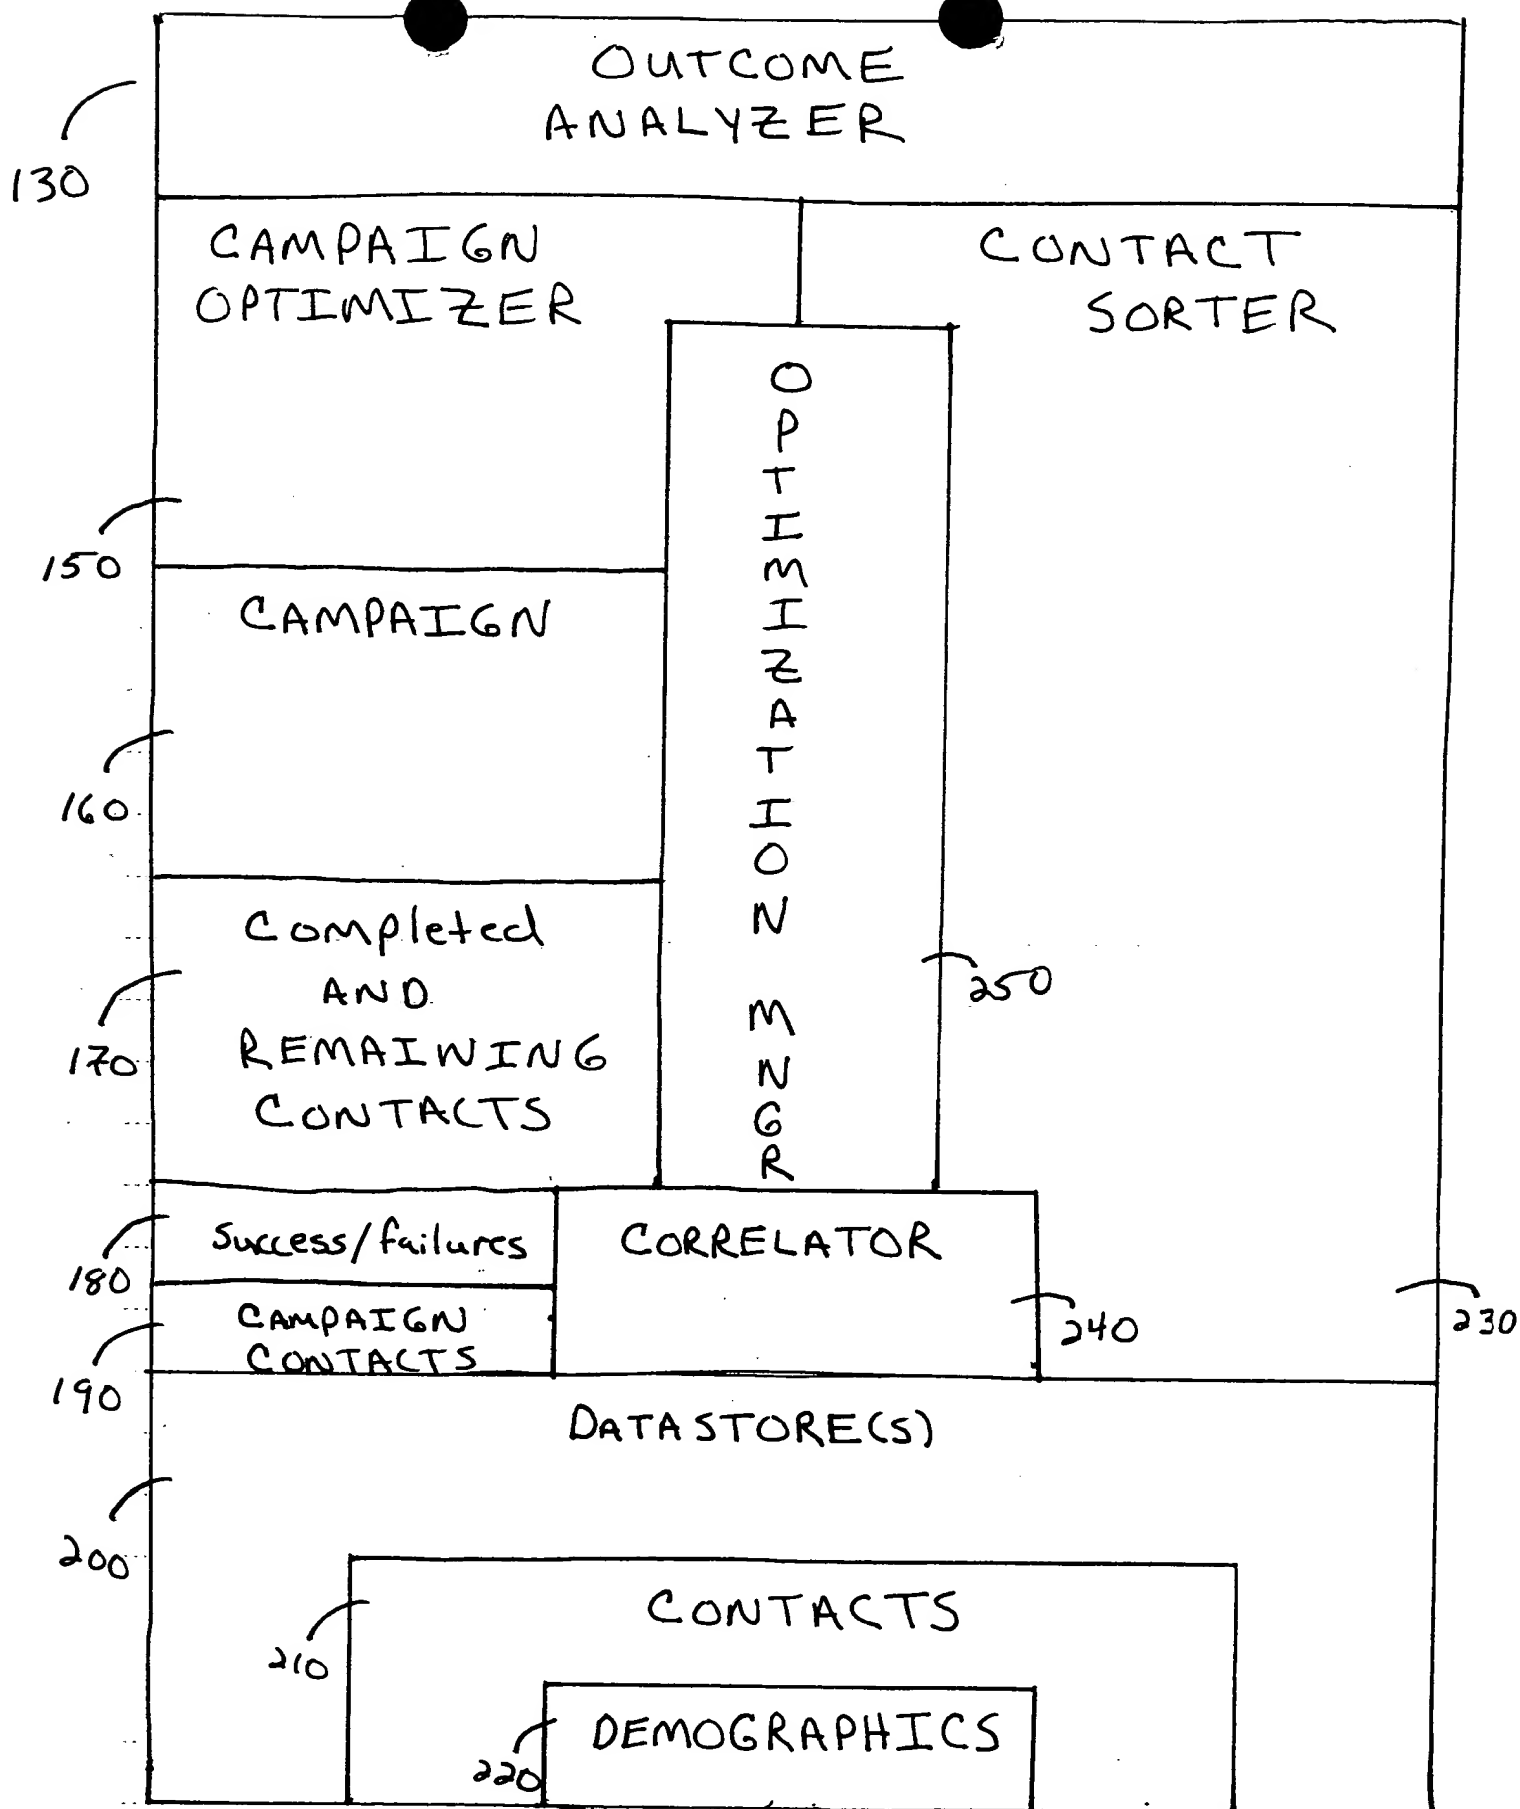 OUTCOME
ANALYZER
130
CAMPAIGN
OPTIMIZER
CONTACT
SORTER
150
CAMPAIGN
160
Completed
AND
REMAINING
CONTACTS
170
O
P
T
I
M
I
Z
A
T
I
O
N
M
N
G
R
250
Success/failures
180
CAMPAIGN
CONTACTS
190
CORRELATOR
240
230
DATASTORE(S)
200
CONTACTS
210
DEMOGRAPHICS
220